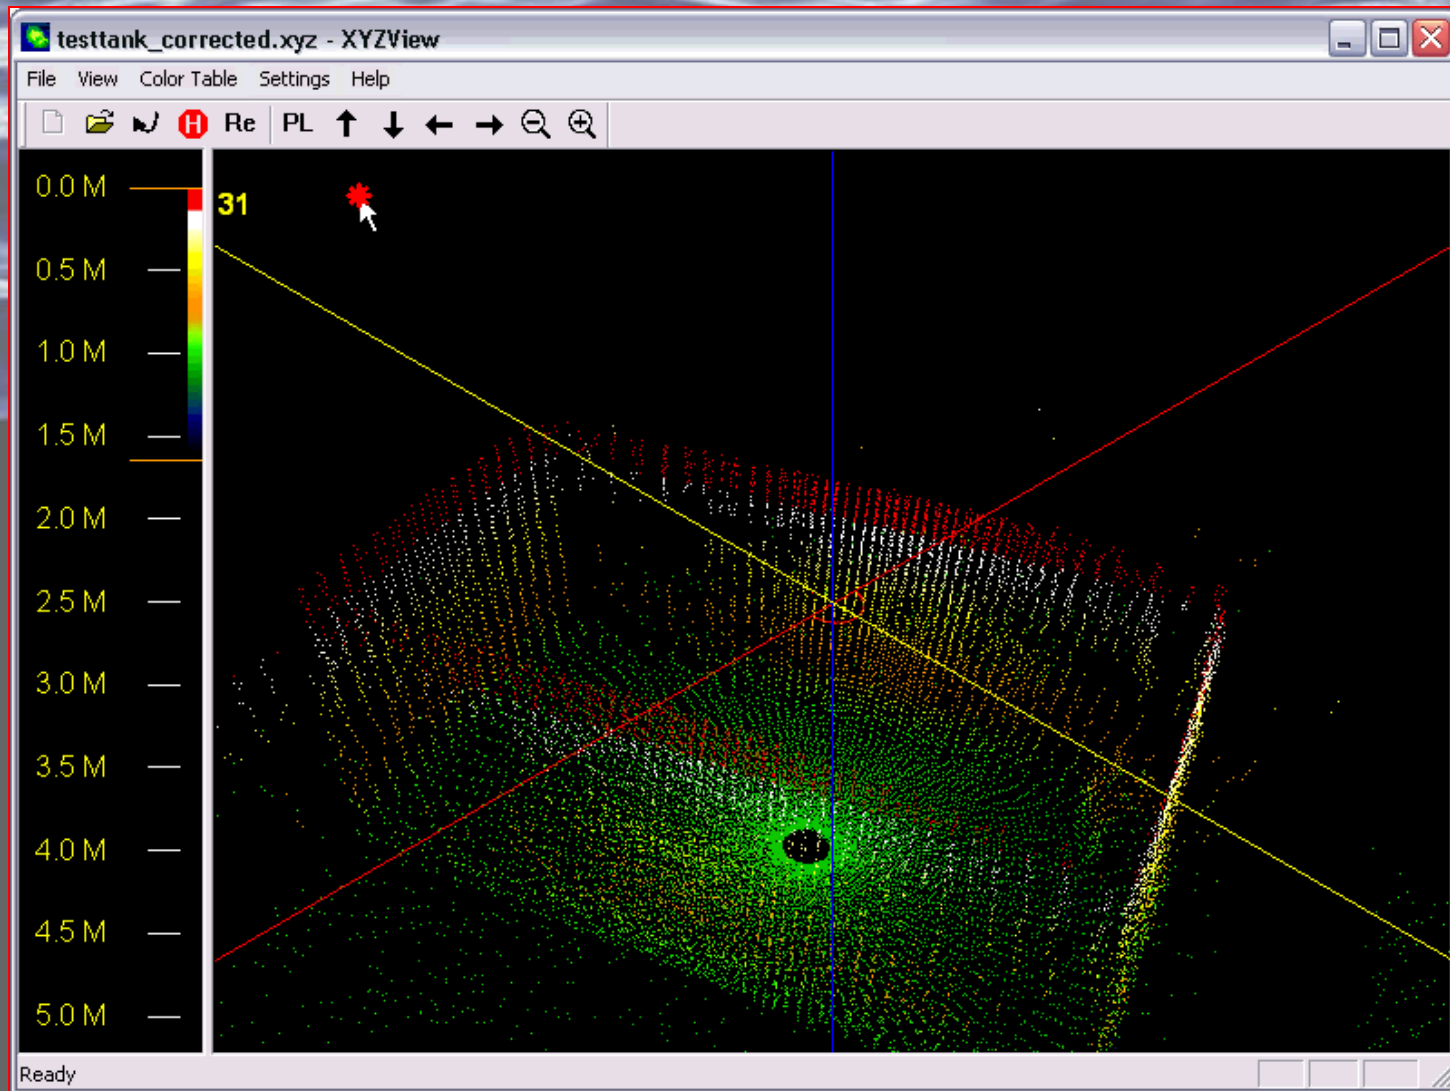 testtank_corrected.xyz - XYZView
File View Color Table Settings Help
H Re PL
0.0 M
31
0.5 M
1.0 M
1.5 M
2.0 M
2.5 M
3.0 M
3.5 M
4.0 M
4.5 M
5.0 M
Ready